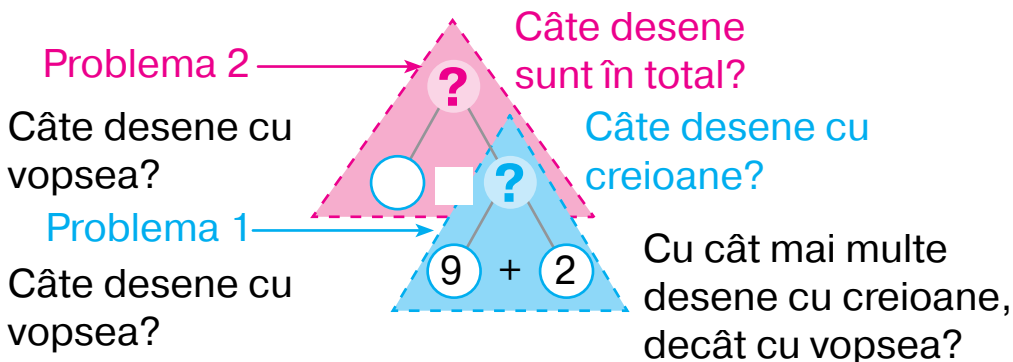 Problema 2
Câte desene
sunt în total?
?
Câte desene cu
vopsea?
Câte desene cu
creioane?
?
Problema 1
Câte desene cu
vopsea?
9 + 2
Cu cât mai multe
desene cu creioane,
decât cu vopsea?